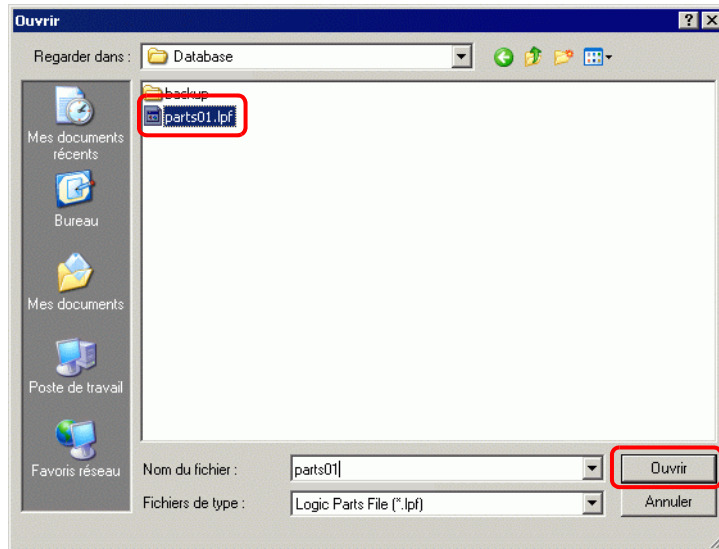 Ouvrir
Regarder dans :
Database
backup
parts01.lpf
Mes documents
récents
Bureau
Mes documents
Poste de travail
Favoris réseau
Nom du fichier :
parts01
Ouvrir
Fichiers de type :
Logic Parts File (*.lpf)
Annuler